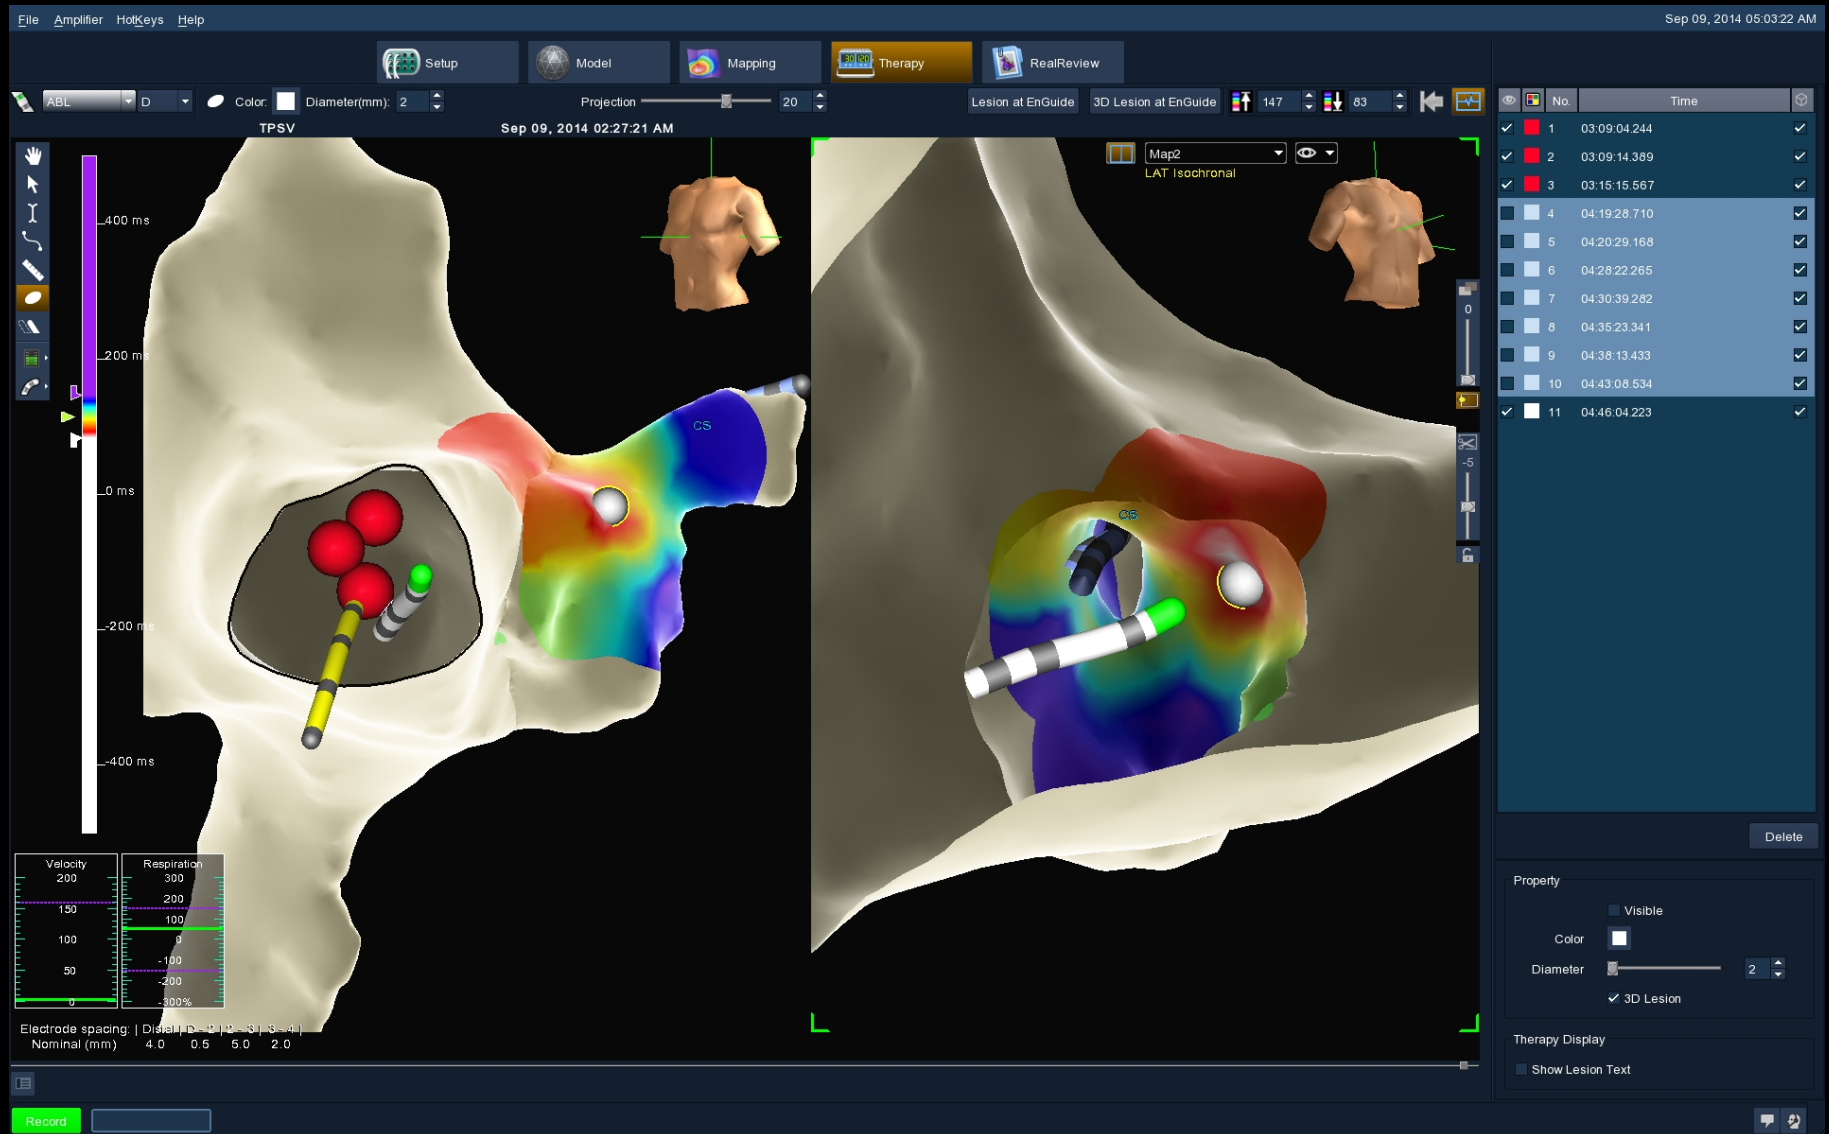 File Amplifier HotKeys Help
Sep 09, 2014 05:03:22 AM
Setup
Model
Mapping
Therapy
RealReview
ABL D Color: Diameter(mm): 2 Projection 20 Lesion at EnGuide 3D Lesion at EnGuide 147 83
TPSV Sep 09, 2014 02:27:21 AM
Map2
LAT Isochronal
400 ms
200 ms
0 ms
-200 ms
-400 ms
CS
CS
0
-5
Velocity
200
150
100
50
0
Respiration
300
200
100
0
-100
-200
-300%
Electrode spacing: | Distal | D - 2 | 2 - 3 | 3 - 4 |
Nominal (mm) 4.0 0.5 5.0 2.0
No. Time
1 03:09:04.244
2 03:09:14.389
3 03:15:15.567
4 04:19:28.710
5 04:20:29.168
6 04:28:22.265
7 04:30:39.282
8 04:35:23.341
9 04:38:13.433
10 04:43:08.534
11 04:46:04.223
Delete
Property
Visible
Color
Diameter 2
3D Lesion
Therapy Display
Show Lesion Text
Record